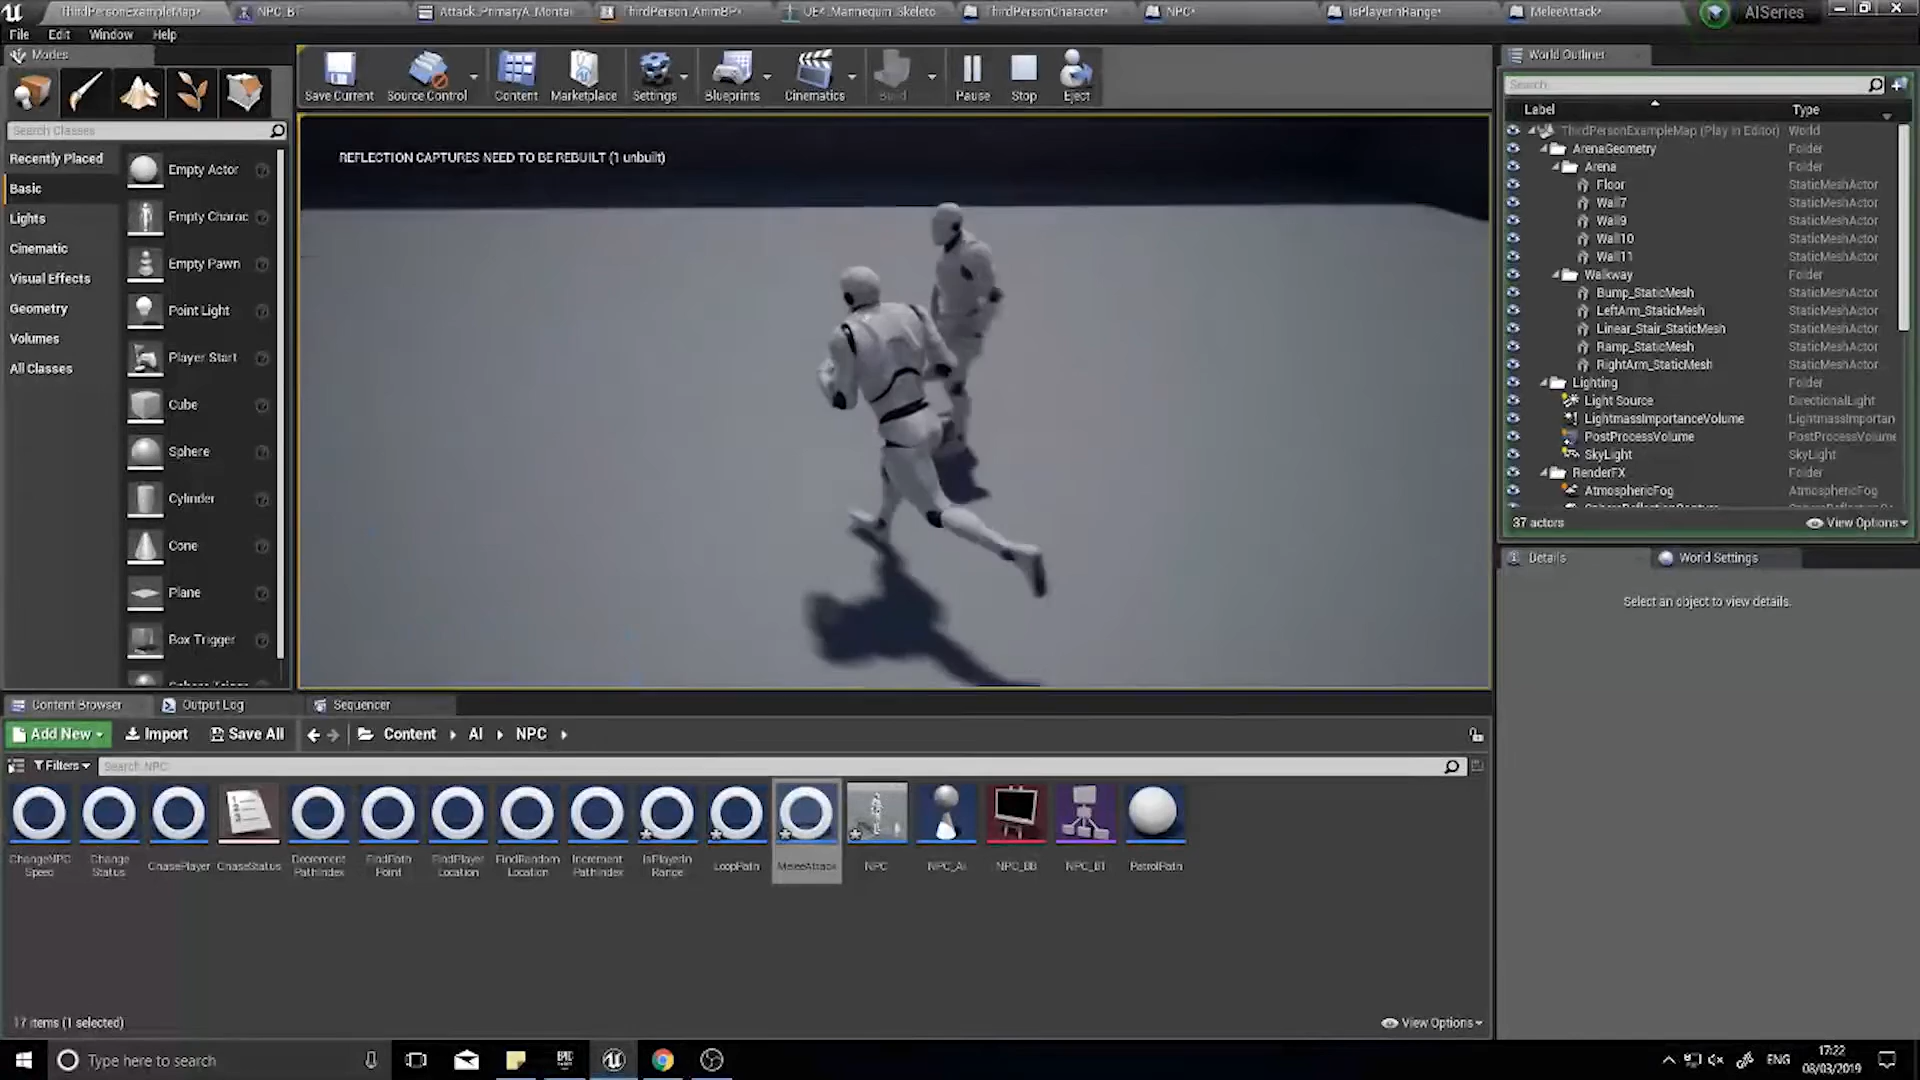 ThirdPersonExampleMap*
NPC_BT
Attack_PrimaryA_Montag
ThirdPerson_AnimBP*
UE4_Mannequin_Skeleto
ThirdPersonCharacter*
NPC*
IsPlayerInRange*
MeleeAttack*
AISeries
File Edit Window Help
Modes
Save Current
Source Control
Content
Marketplace
Settings
Blueprints
Cinematics
Build
Pause
Stop
Eject
Search Classes
Recently Placed
Basic
Lights
Cinematic
Visual Effects
Geometry
Volumes
All Classes
Empty Actor
Empty Charac
Empty Pawn
Point Light
Player Start
Cube
Sphere
Cylinder
Cone
Plane
Box Trigger
REFLECTION CAPTURES NEED TO BE REBUILT (1 unbuilt)
World Outliner
Search
Label Type
ThirdPersonExampleMap (Play in Editor) World
ArenaGeometry Folder
Arena Folder
Floor StaticMeshActor
Wall7 StaticMeshActor
Wall9 StaticMeshActor
Wall10 StaticMeshActor
Wall11 StaticMeshActor
Walkway Folder
Bump_StaticMesh StaticMeshActor
LeftArm_StaticMesh StaticMeshActor
Linear_Stair_StaticMesh StaticMeshActor
Ramp_StaticMesh StaticMeshActor
RightArm_StaticMesh StaticMeshActor
Lighting Folder
Light Source DirectionalLight
LightmassImportanceVolume LightmassImportan
PostProcessVolume PostProcessVolume
SkyLight SkyLight
RenderFX Folder
AtmosphericFog AtmosphericFog
37 actors View Options
Details World Settings
Select an object to view details.
Content Browser Output Log Sequencer
Add New Import Save All Content AI NPC
Filters Search NPC
ChangeNPC Speed
Change Status
ChasePlayer
ChaseStatus
Decrement PathIndex
FindPath Point
FindPlayer Location
FindRandom Location
Increment PathIndex
IsPlayerIn Range
LoopPath
MeleeAttack
NPC
NPC_AI
NPC_BB
NPC_BT
PatrolPath
17 items (1 selected) View Options
Type here to search
ENG
17:22
08/03/2019